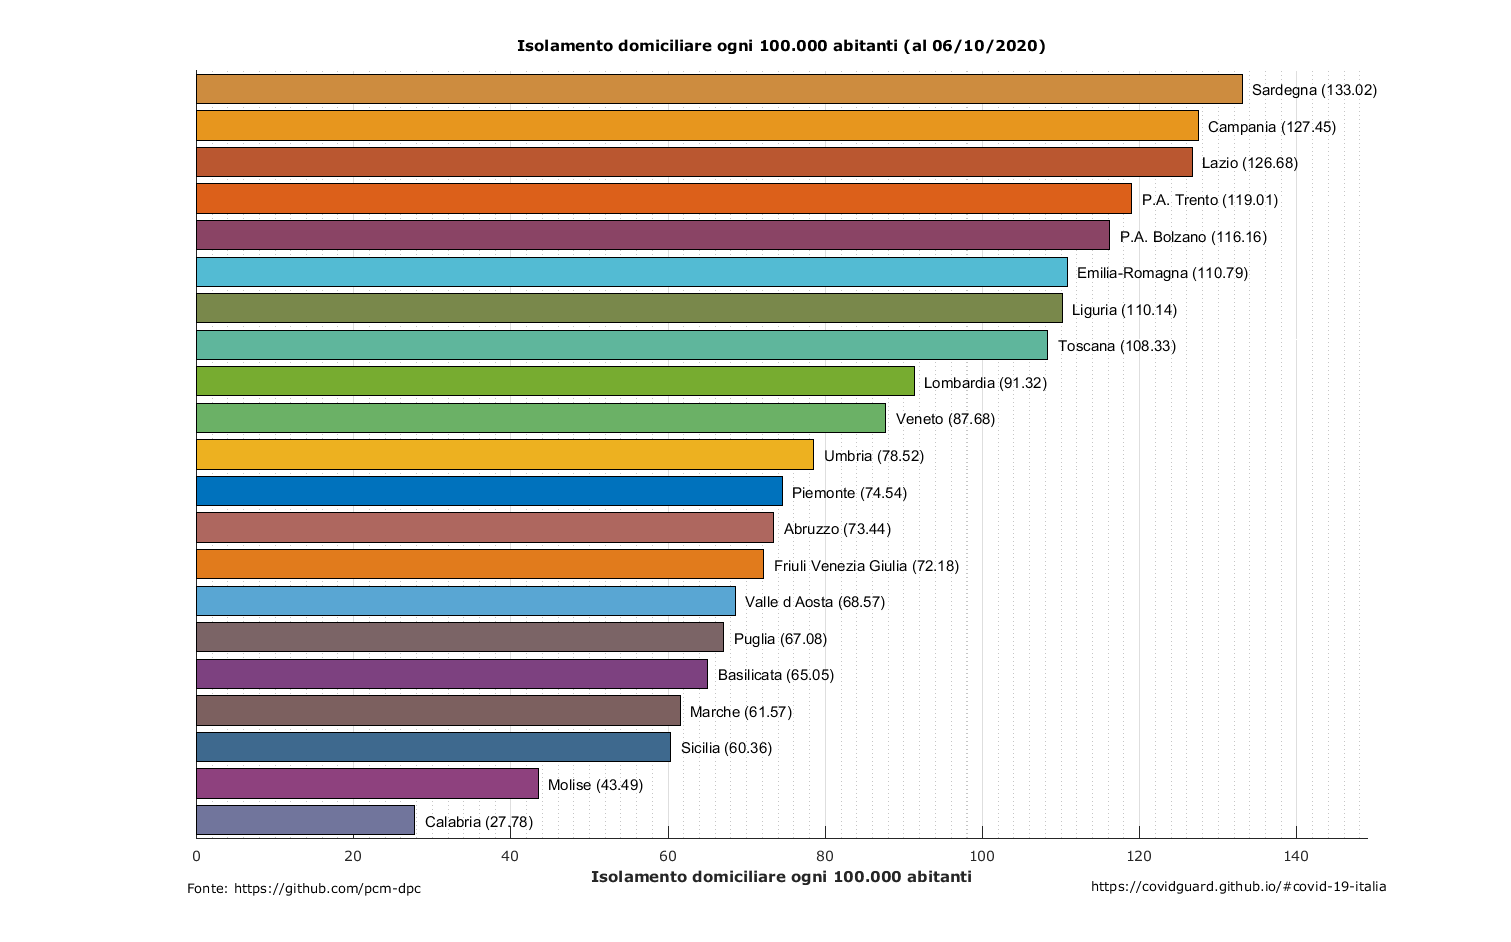 Isolamento domiciliare ogni 100.000 abitanti (al 06/10/2020)
Sardegna (133.02)
Campania (127.45)
Lazio (126.68)
P.A. Trento (119.01)
P.A. Bolzano (116.16)
Emilia-Romagna (110.79)
Liguria (110.14)
Toscana (108.33)
Lombardia (91.32)
Veneto (87.68)
Umbria (78.52)
Piemonte (74.54)
Abruzzo (73.44)
Friuli Venezia Giulia (72.18)
Valle d Aosta (68.57)
Puglia (67.08)
Basilicata (65.05)
Marche (61.57)
Sicilia (60.36)
Molise (43.49)
Calabria (27.78)
0 20 40 60 80 100 120 140
Isolamento domiciliare ogni 100.000 abitanti
Fonte: https://github.com/pcm-dpc
https://covidguard.github.io/#covid-19-italia